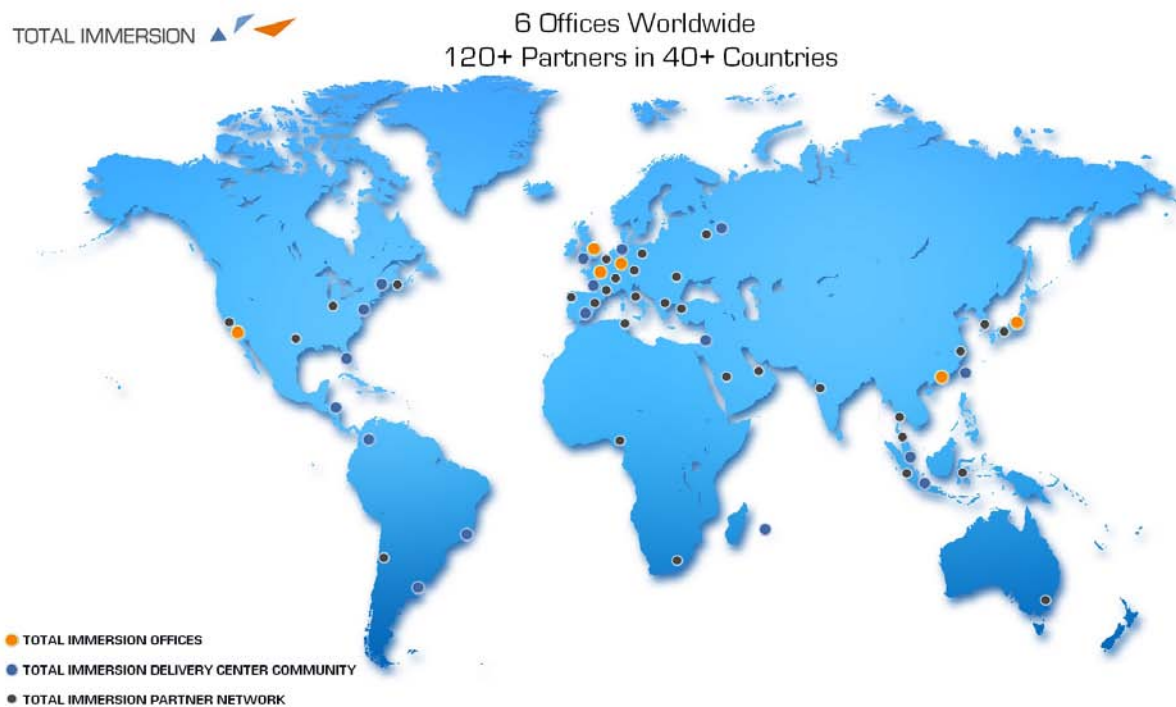 TOTAL IMMERSION
6 Offices Worldwide
120+ Partners in 40+ Countries
TOTAL IMMERSION OFFICES
TOTAL IMMERSION DELIVERY CENTER COMMUNITY
TOTAL IMMERSION PARTNER NETWORK